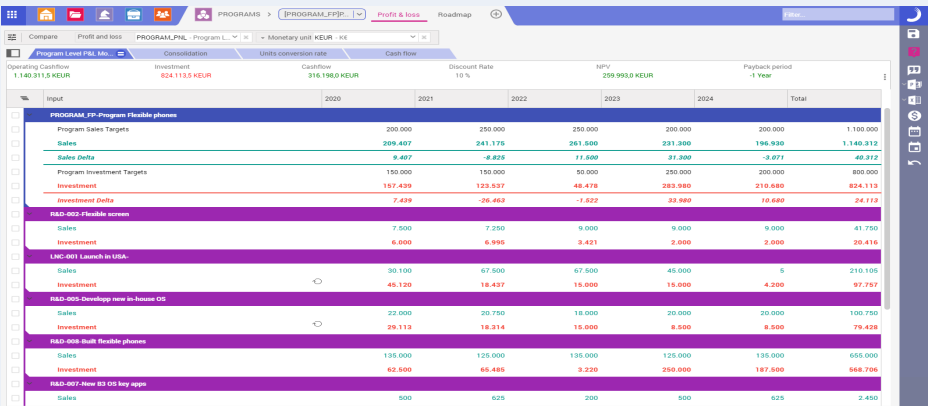 PROGRAMS > [PROGRAM_FP]P... Profit & loss Roadmap Filter...
Compare Profit and loss PROGRAM_PNL - Program L... × Monetary unit KEUR - K€ ×
Program Level P&L Mo... Consolidation Units conversion rate Cash flow
Operating Cashflow Investment Cashflow Discount Rate NPV Payback period
1.140.311,5 KEUR 824.113,5 KEUR 316.198,0 KEUR 10 % 259.993,0 KEUR -1 Year
Input 2020 2021 2022 2023 2024 Total
PROGRAM_FP-Program Flexible phones
Program Sales Targets 200.000 250.000 250.000 200.000 200.000 1.100.000
Sales 209.407 241.175 261.500 231.300 196.930 1.140.312
Sales Delta 9.407 -8.825 11.500 31.300 -3.071 40.312
Program Investment Targets 150.000 150.000 50.000 250.000 200.000 800.000
Investment 157.439 123.537 48.478 283.980 210.680 824.113
Investment Delta 7.439 -26.463 -1.522 33.980 10.680 24.113
R&D-002-Flexible screen
Sales 7.500 7.250 9.000 9.000 9.000 41.750
Investment 6.000 6.995 3.421 2.000 2.000 20.416
LNC-001 Launch in USA-
Sales 30.100 67.500 67.500 45.000 5 210.105
Investment 45.120 18.437 15.000 15.000 4.200 97.757
R&D-005-Developp new in-house OS
Sales 22.000 20.750 18.000 20.000 20.000 100.750
Investment 29.113 18.314 15.000 8.500 8.500 79.428
R&D-008-Built flexible phones
Sales 135.000 125.000 135.000 125.000 135.000 655.000
Investment 62.500 65.485 3.220 250.000 187.500 568.706
R&D-007-New B3 OS key apps
Sales 500 625 200 500 625 2.450